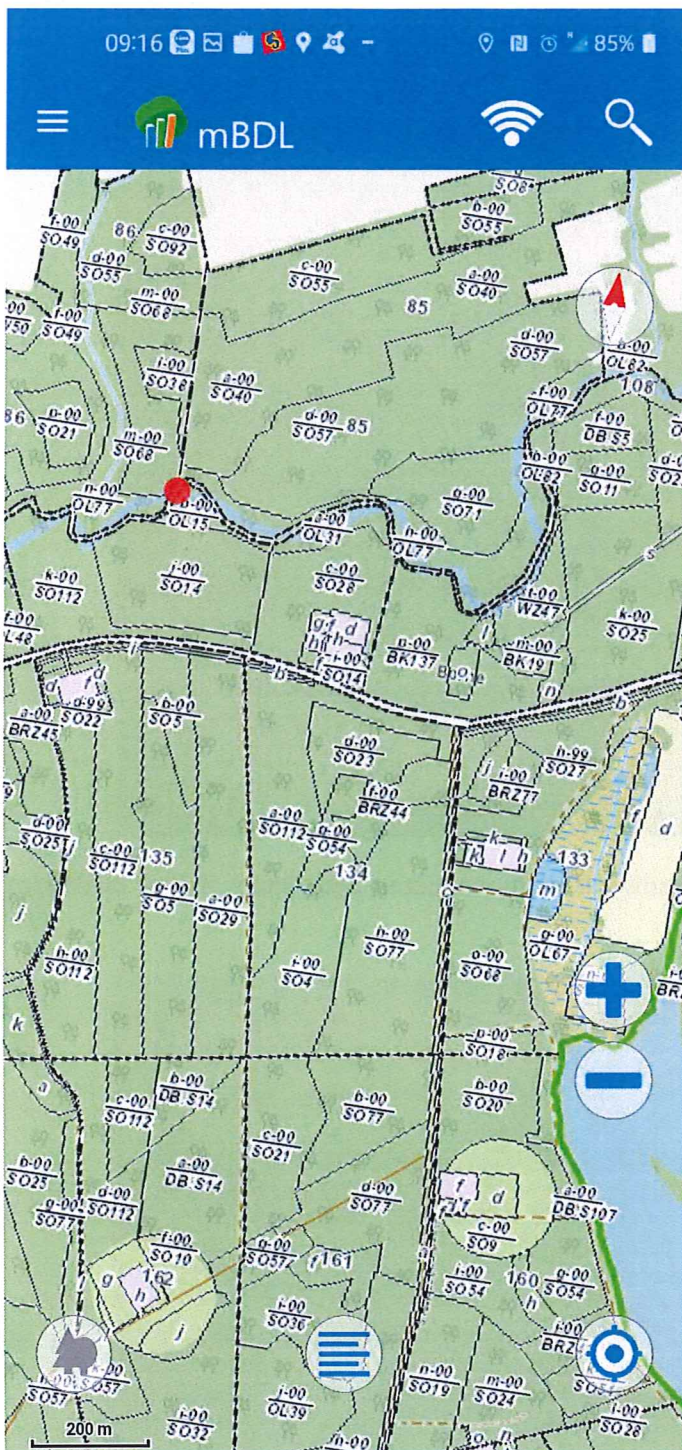 09:16
85%
mBDL
SO8
b-00
SO55
f-00
SO49
86
c-00
SO92
d-00
SO55
c-00
SO55
a-00
SO40
m-00
SO68
85
d-00
SO57
f-00
SO49
i-00
SO38
a-00
SO40
OL82
108
f-00
OL77
86
p-00
SO21
d-00
SO57
85
f-00
DB.S5
m-00
SO68
h-00
OL82
g-00
SO11
n-00
OL77
OL15
a-00
OL31
g-00
SO71
h-00
OL77
s
k-00
SO112
j-00
SO14
c-00
SO28
WZ47
k-00
SO25
g
f
d
h
i-00
SO14
n-00
BK137
l
m-00
BK19
n
b
b
d
f
d
d-99
SO22
b-00
SO5
a-00
BRZ45
d-00
SO23
j
i-00
BRZ77
h-99
SO27
f-00
BRZ44
f
d
a-00
SO112
g-00
SO54
k
k
l
h
133
d-00
SO25
j
c-00
SO112
135
134
m
g-00
SO5
a-00
SO29
j
h-00
SO112
i-00
SO4
h-00
SO77
o-00
SO68
g-00
OL67
k
p-00
SO18
a
c-00
SO112
b-00
DB.S14
b-00
SO77
b-00
SO20
c-00
SO21
b-00
SO25
a-00
DB.S14
f
d
a-00
DB.S107
g-00
SO77
d-00
SO112
d-00
SO77
c-00
SO9
f-00
SO10
g-00
SO57
f
161
g
162
h
i-00
SO54
160
g-00
SO54
h
j
i-00
SO36
k-00
SO57
SO57
n-00
SO19
m-00
SO24
i-00
SO28
200 m
i-00
SO32
j-00
OL39